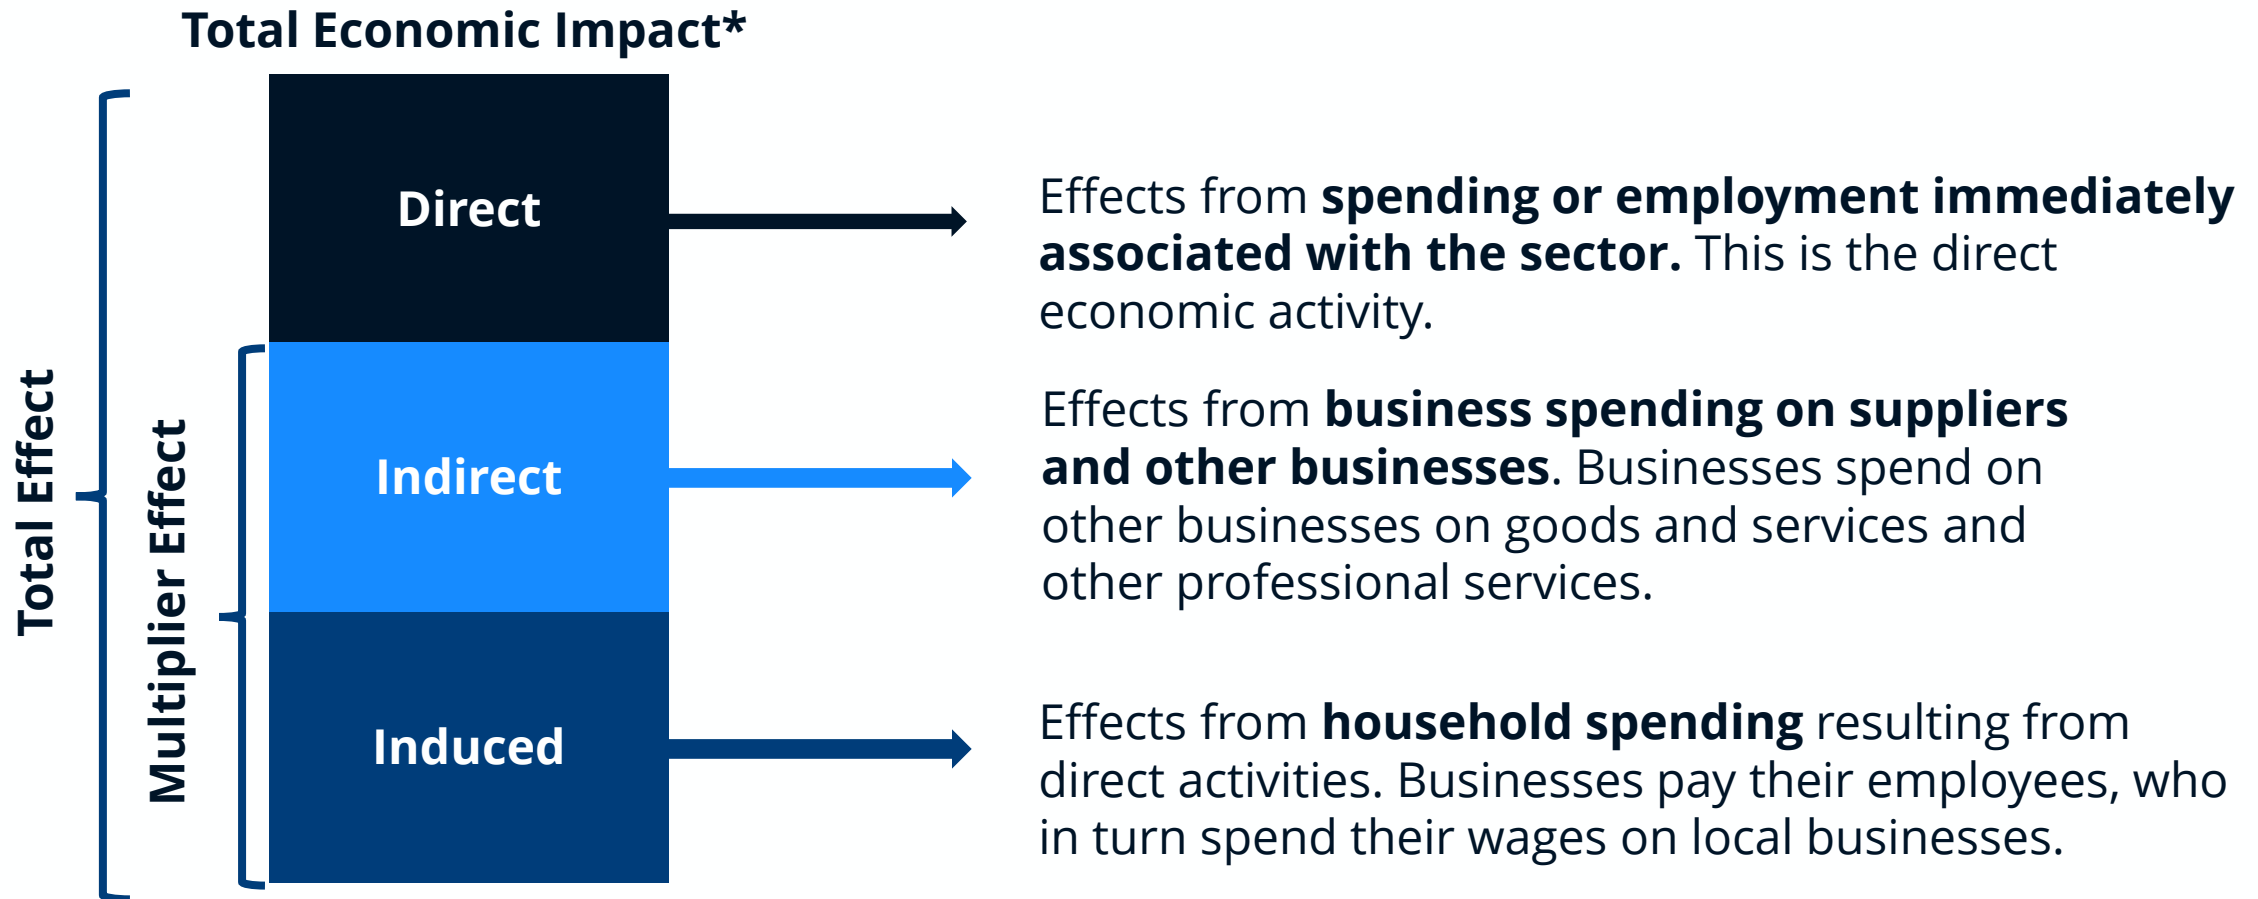 Total Economic Impact*
Total Effect
Multiplier Effect
Direct
Effects from spending or employment immediately
associated with the sector. This is the direct
economic activity.
Indirect
Effects from business spending on suppliers
and other businesses. Businesses spend on
other businesses on goods and services and
other professional services.
Induced
Effects from household spending resulting from
direct activities. Businesses pay their employees, who
in turn spend their wages on local businesses.